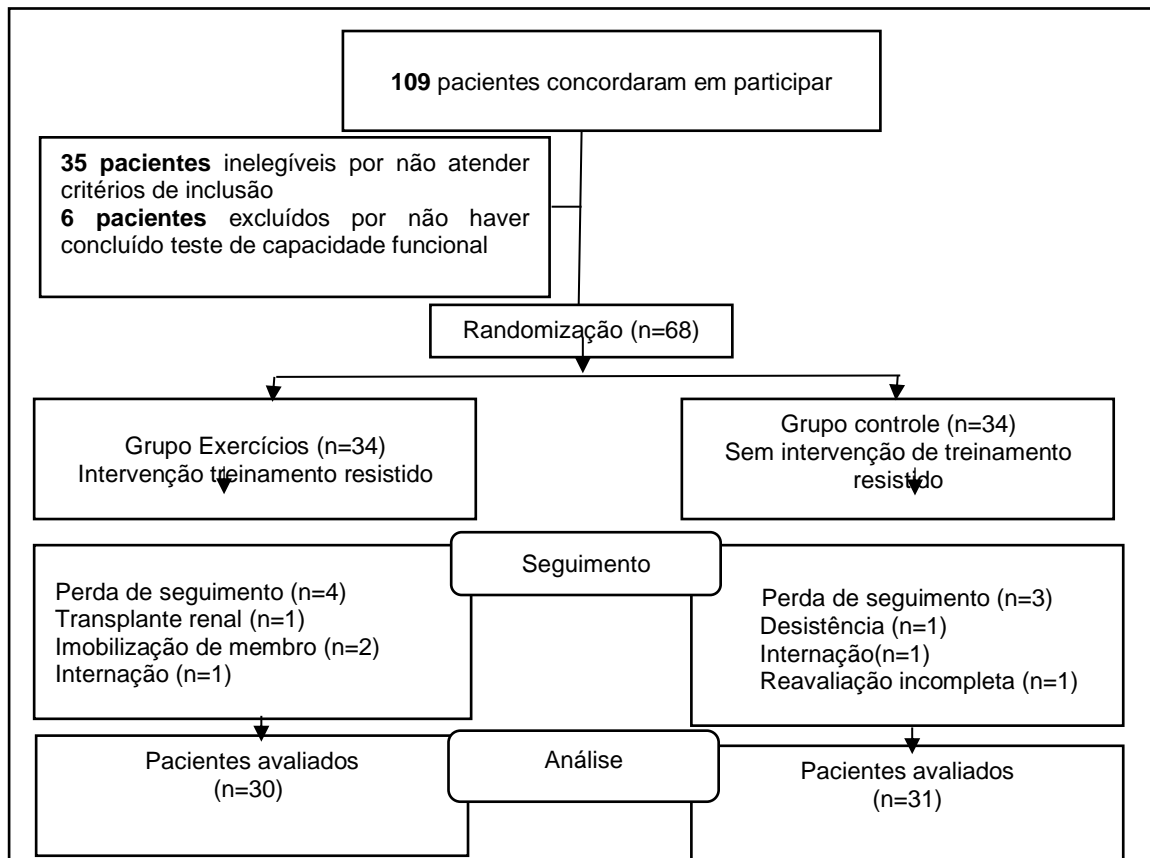 109 pacientes concordaram em participar
35 pacientes inelegíveis por não atender
critérios de inclusão
6 pacientes excluídos por não haver
concluído teste de capacidade funcional
Randomização (n=68)
Grupo Exercícios (n=34)
Intervenção treinamento resistido
Grupo controle (n=34)
Sem intervenção de treinamento
resistido
Seguimento
Perda de seguimento (n=4)
Transplante renal (n=1)
Imobilização de membro (n=2)
Internação (n=1)
Perda de seguimento (n=3)
Desistência (n=1)
Internação(n=1)
Reavaliação incompleta (n=1)
Análise
Pacientes avaliados
(n=30)
Pacientes avaliados
(n=31)